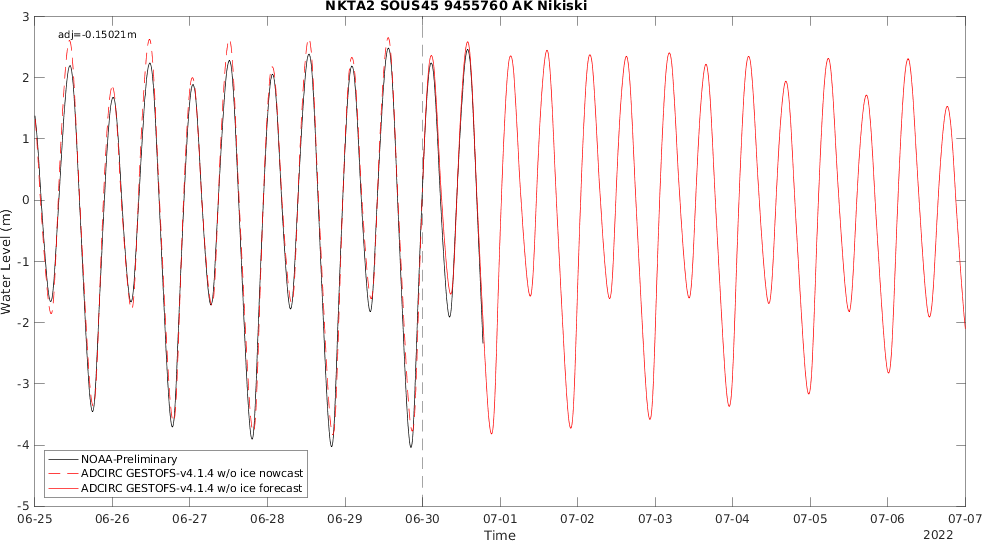 NKTA2 SOUS45 9455760 AK Nikiski
adj=-0.15021m
3
2
1
0
-1
-2
-3
-4
-5
Water Level (m)
NOAA-Preliminary
ADCIRC GESTOFS-v4.1.4 w/o ice nowcast
ADCIRC GESTOFS-v4.1.4 w/o ice forecast
06-25 06-26 06-27 06-28 06-29 06-30 07-01 07-02 07-03 07-04 07-05 07-06 07-07
Time
2022